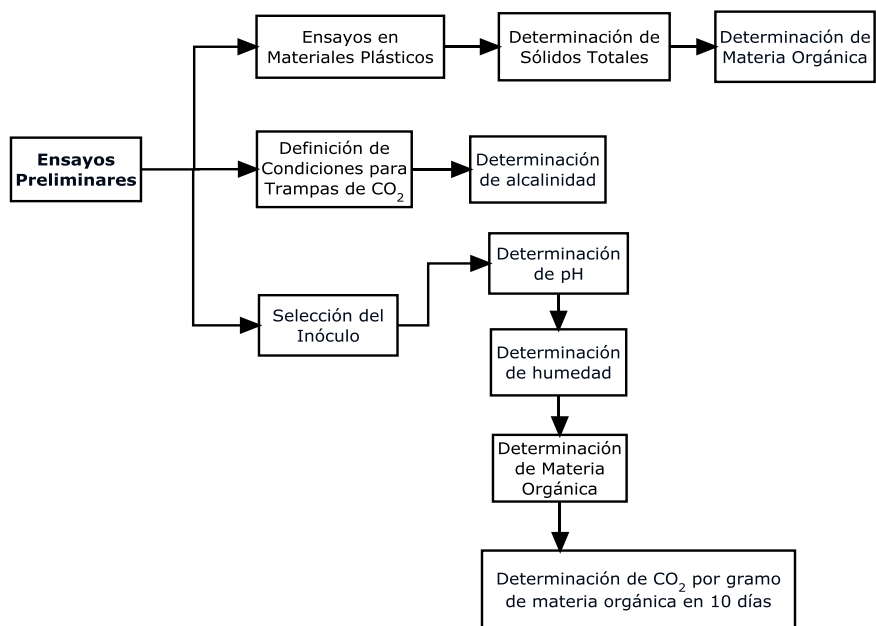 Ensayos
Preliminares
Ensayos en
Materiales Plásticos
Determinación de
Sólidos Totales
Determinación de
Materia Orgánica
Definición de
Condiciones para
Trampas de CO₂
Determinación
de alcalinidad
Selección del
Inóculo
Determinación
de pH
Determinación
de humedad
Determinación
de Materia
Orgánica
Determinación de CO₂ por gramo
de materia orgánica en 10 días